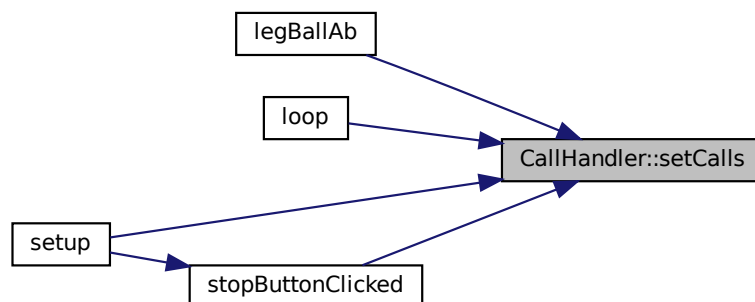 legBallAb
loop
CallHandler::setCalls
setup
stopButtonClicked